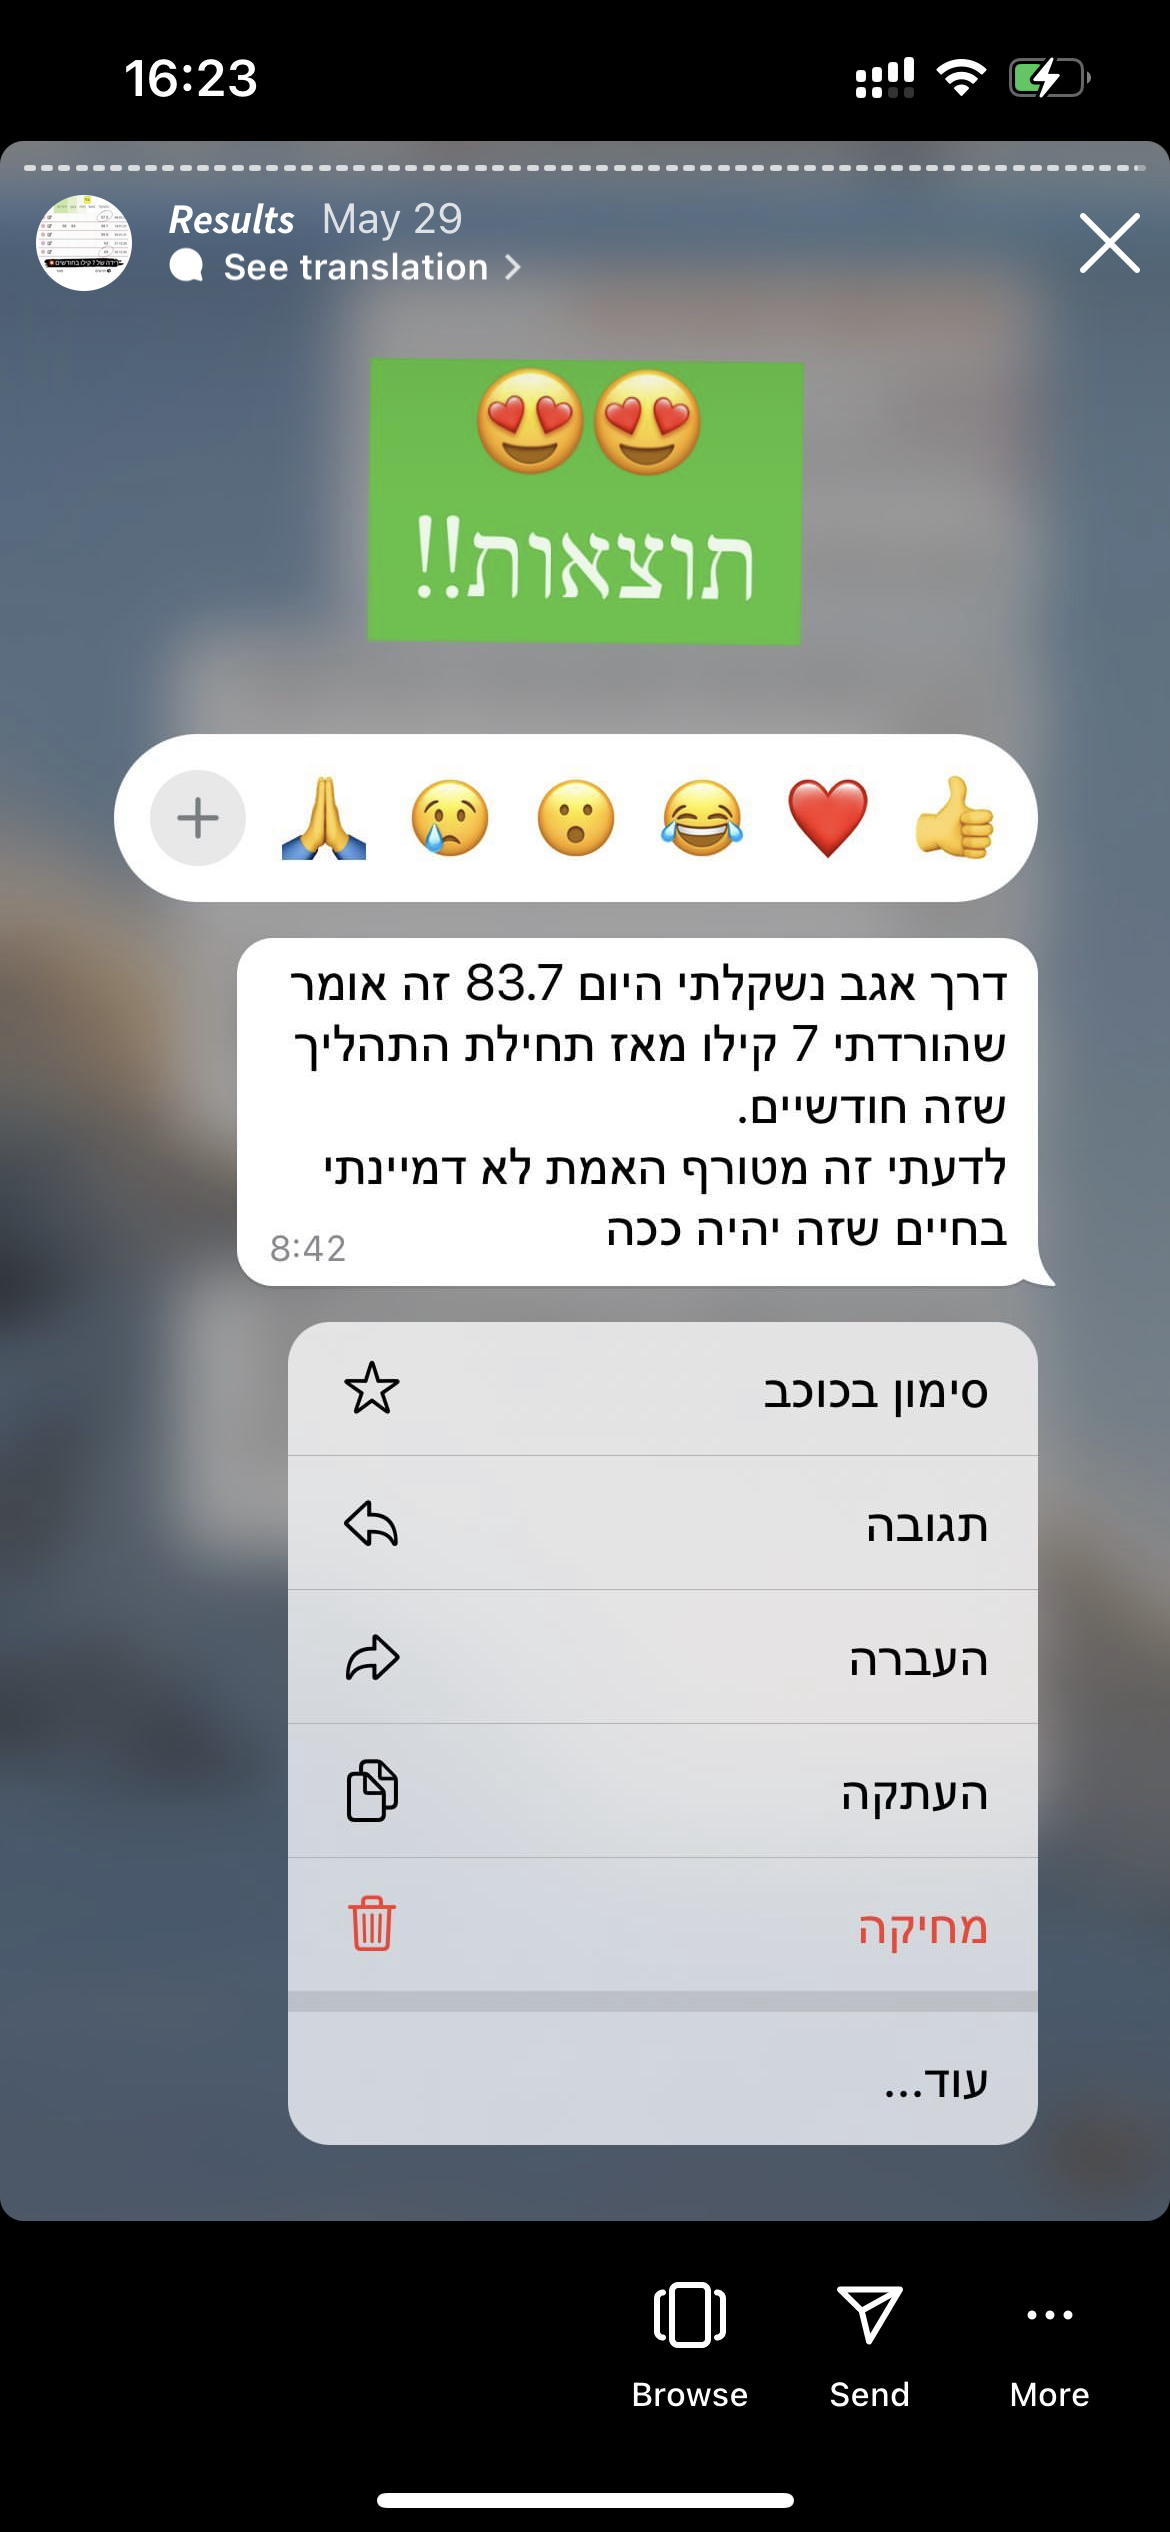 16:23
Results May 29
See translation
😍😍
תוצאות!!
🙏 😢 😮 😂 ❤️ 👍
דרך אגב נשקלתי היום 83.7 זה אומר
שהורדתי 7 קילו מאז תחילת התהליך
שזה חודשיים.
לדעתי זה מטורף האמת לא דמיינתי
בחיים שזה יהיה ככה
8:42
סימון בכוכב
תגובה
העברה
העתקה
מחיקה
עוד...
Browse
Send
More